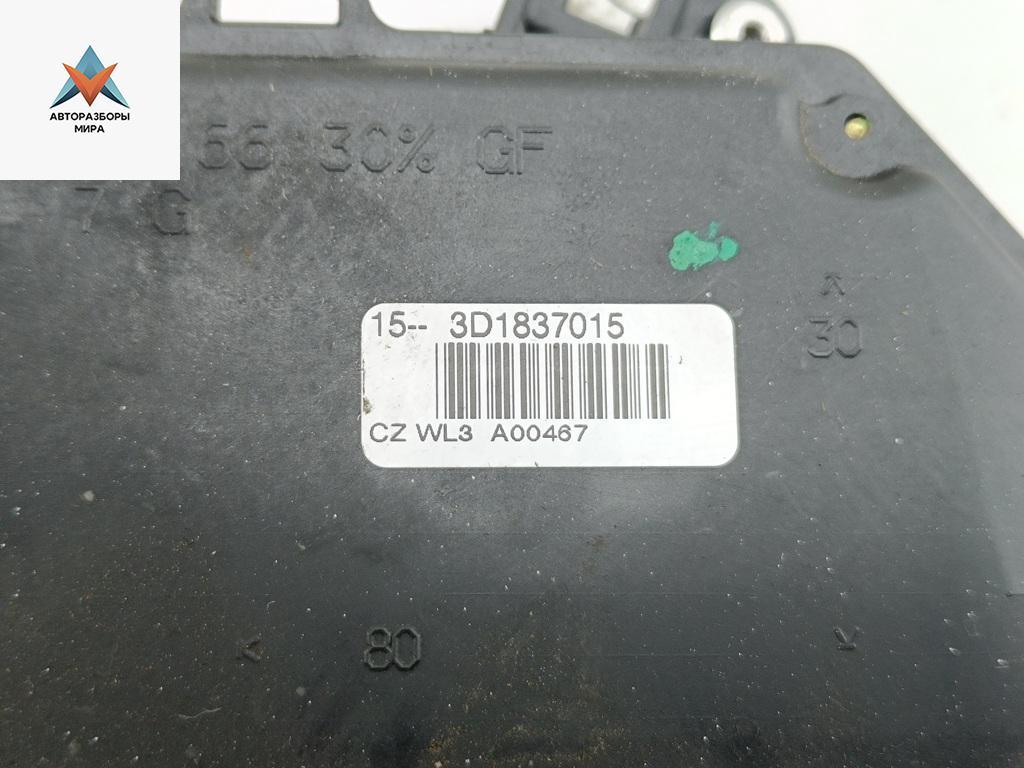 АВТОРАЗБОРЫ
МИРА
66 30% GF
7 G
15-- 3D1837015
CZ WL3 A00467
30
80